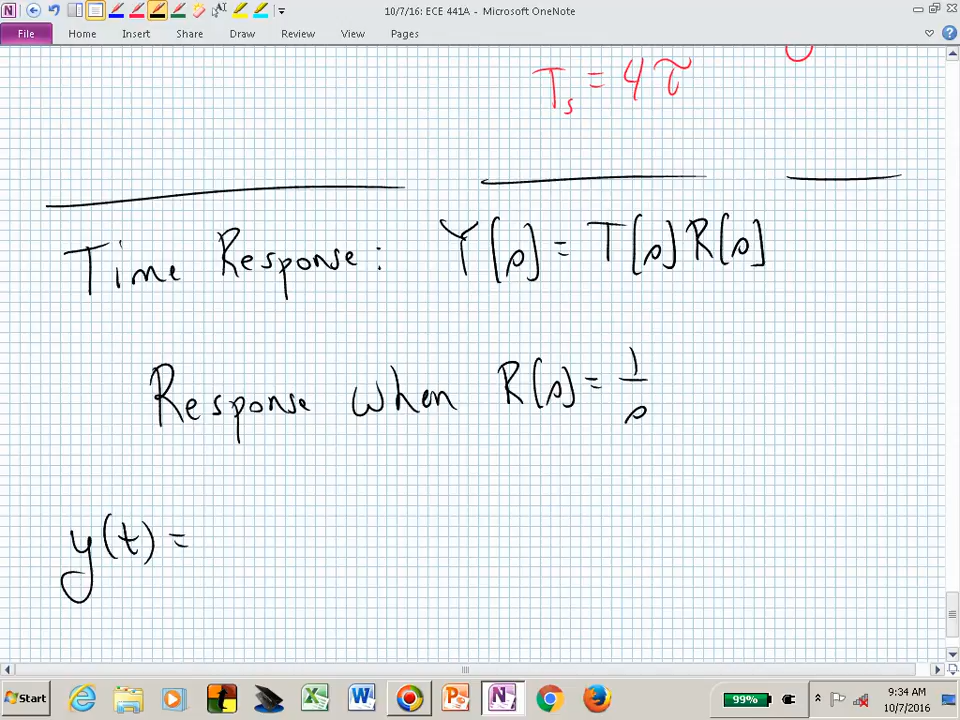 10/7/16: ECE 441A - Microsoft OneNote
File Home Insert Share Draw Review View Pages
Tₛ = 4τ
Time Response: Y(s) = T(s)R(s)
Response when R(s) = 1/s
y(t) =
Start
99%
9:34 AM
10/7/2016